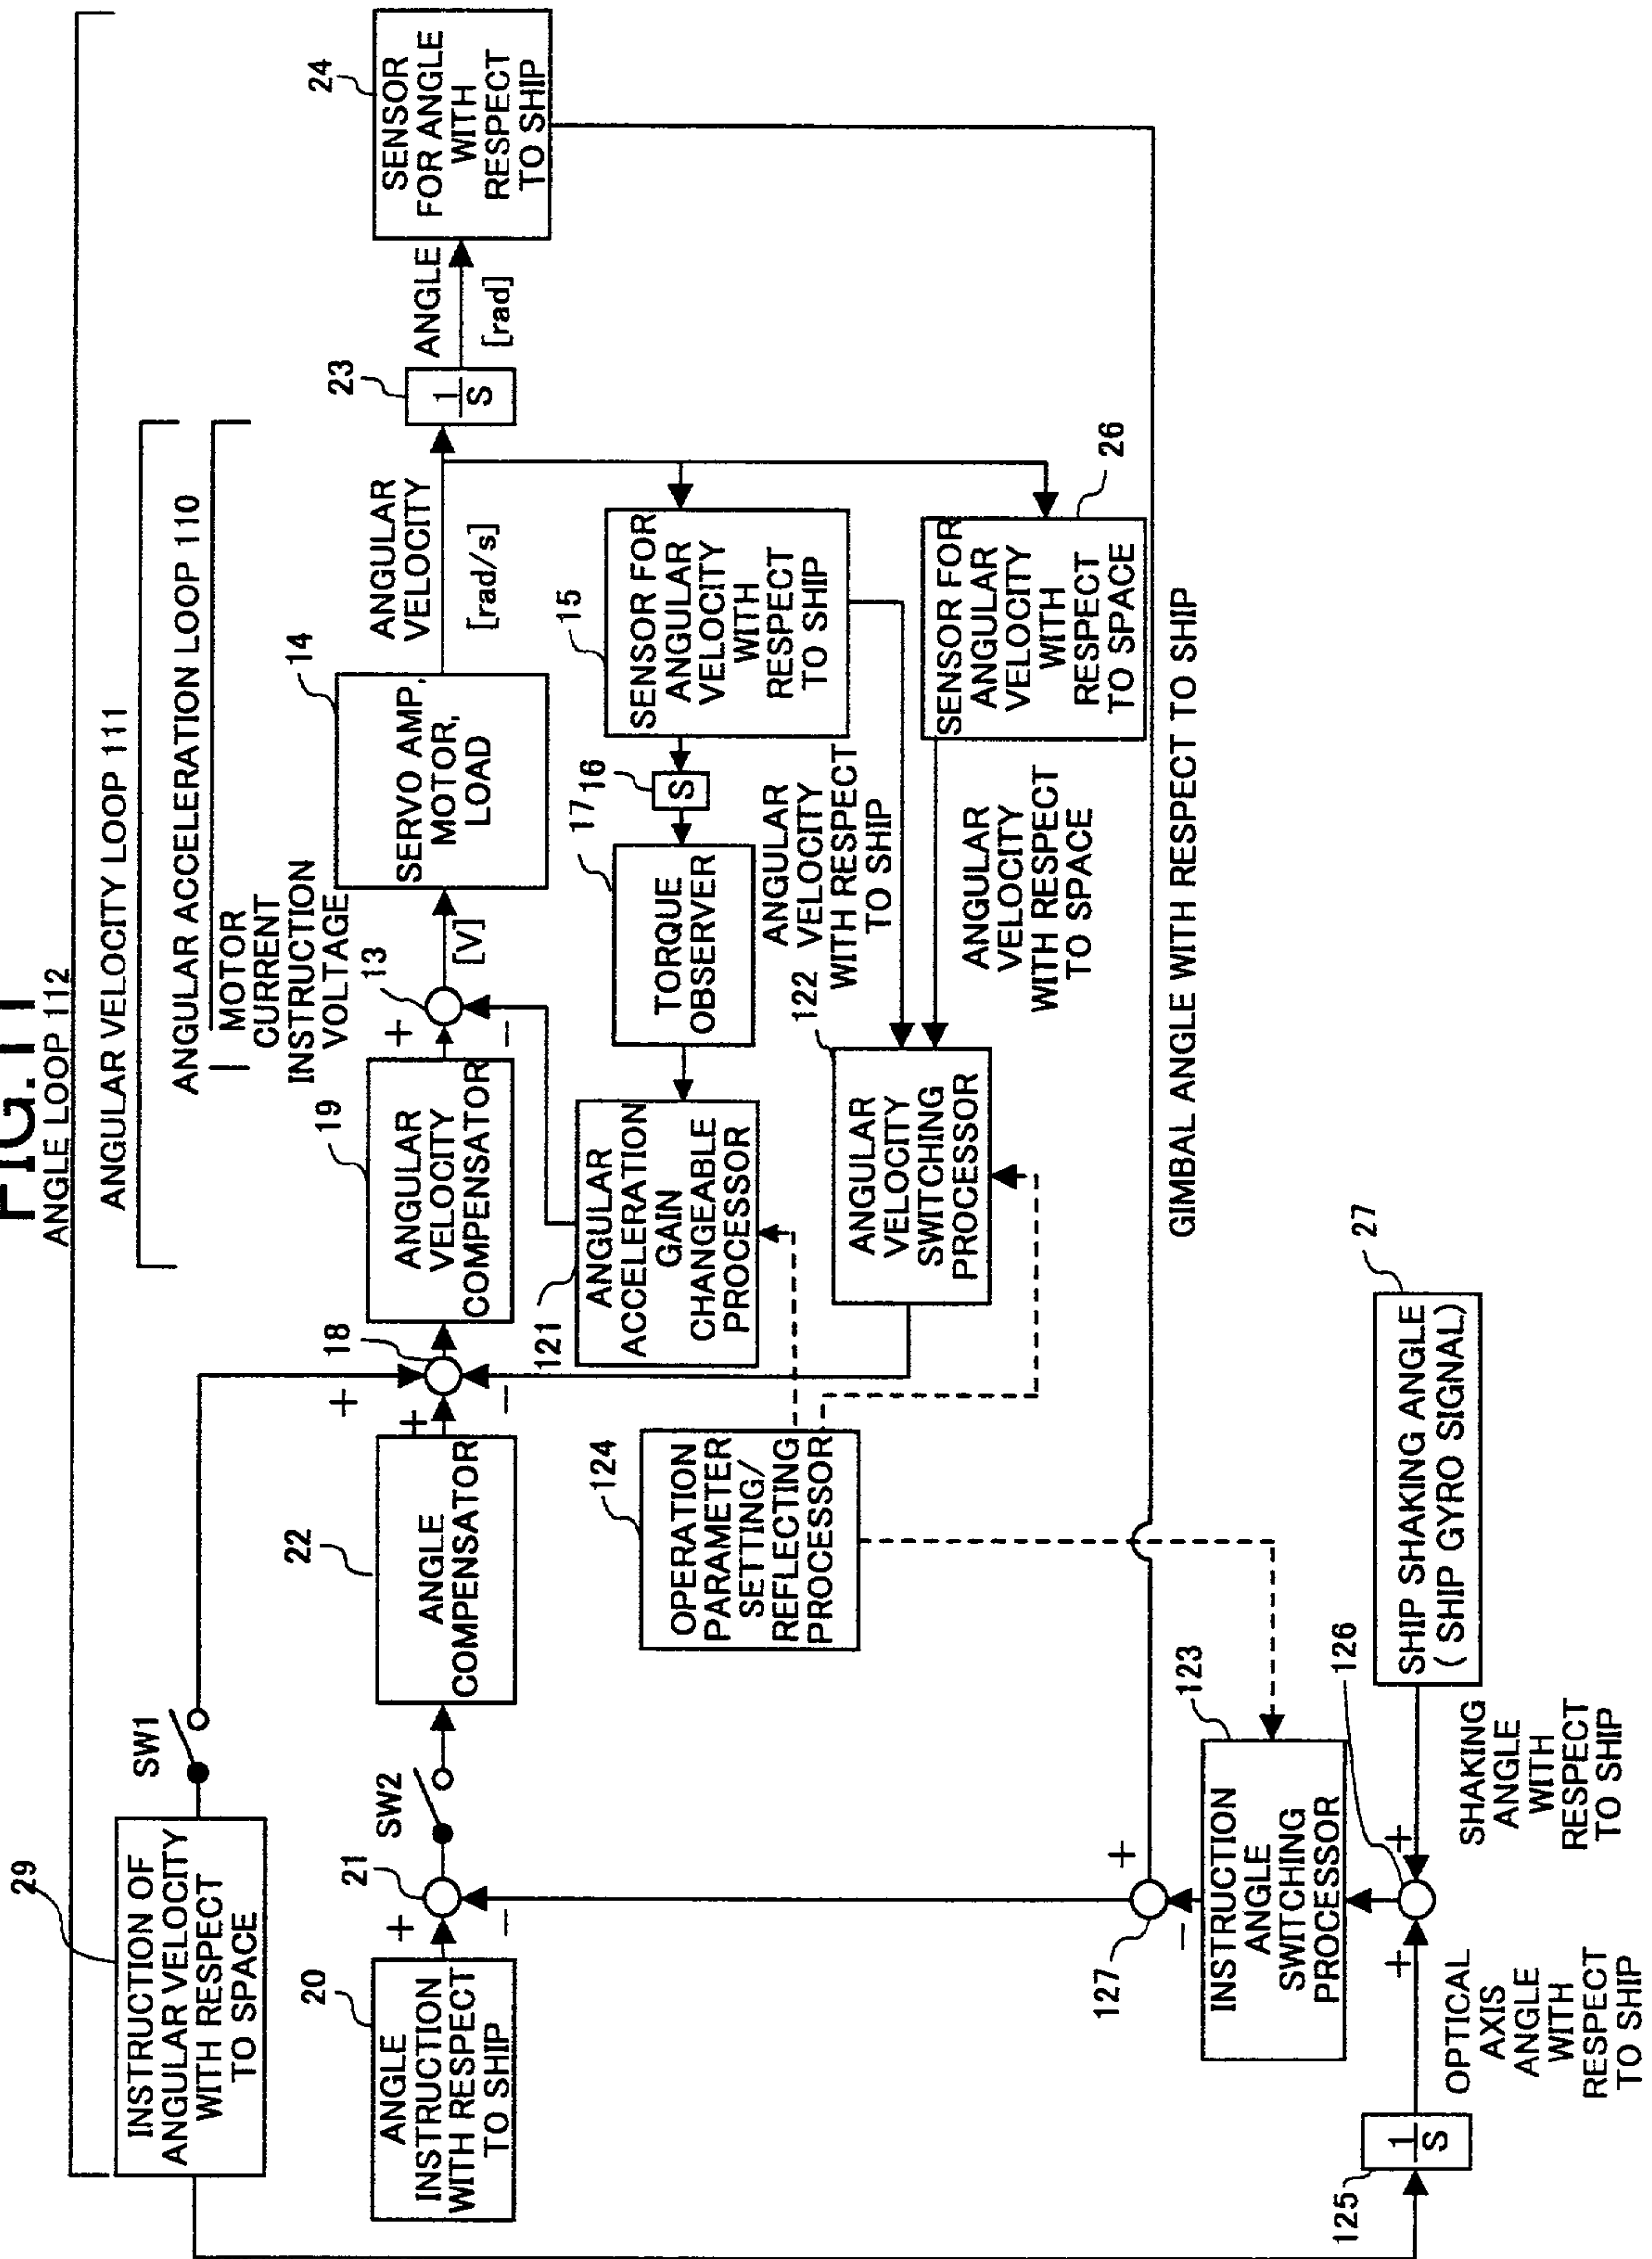 FIG.11
ANGLE LOOP 112
ANGULAR VELOCITY LOOP 111
ANGULAR ACCELERATION LOOP 110
29
INSTRUCTION OF
ANGULAR VELOCITY
WITH RESPECT
TO SPACE
SW1
20
ANGLE
INSTRUCTION
WITH RESPECT
TO SHIP
+
−
21
SW2
22
ANGLE
COMPENSATOR
+
+
−
18
19
ANGULAR
VELOCITY
COMPENSATOR
+
−
13
MOTOR
CURRENT
INSTRUCTION
VOLTAGE
[V]
14
SERVO AMP,
MOTOR,
LOAD
ANGULAR
VELOCITY
[rad/s]
23
1
S
ANGLE
[rad]
24
SENSOR
FOR ANGLE
WITH
RESPECT
TO SHIP
121
ANGULAR
ACCELERATION
GAIN
CHANGEABLE
PROCESSOR
17
TORQUE
OBSERVER
16
S
15
SENSOR FOR
ANGULAR
VELOCITY
WITH
RESPECT
TO SHIP
124
OPERATION
PARAMETER
SETTING/
REFLECTING
PROCESSOR
122
ANGULAR
VELOCITY
SWITCHING
PROCESSOR
ANGULAR
VELOCITY
WITH RESPECT
TO SHIP
ANGULAR
VELOCITY
WITH RESPECT
TO SPACE
26
SENSOR FOR
ANGULAR
VELOCITY
WITH
RESPECT
TO SPACE
GIMBAL ANGLE WITH RESPECT TO SHIP
127
+
−
123
INSTRUCTION
ANGLE
SWITCHING
PROCESSOR
125
1
S
OPTICAL
AXIS
ANGLE
WITH
RESPECT
TO SHIP
+
+
126
SHAKING
ANGLE
WITH
RESPECT
TO SHIP
27
SHIP SHAKING ANGLE
( SHIP GYRO SIGNAL)